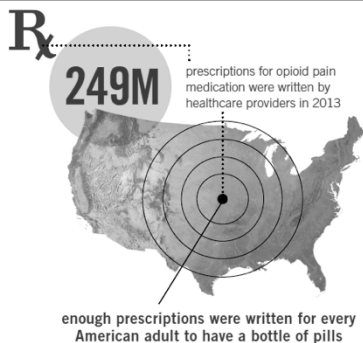 Rx
249M
prescriptions for opioid pain
medication were written by
healthcare providers in 2013
enough prescriptions were written for every
American adult to have a bottle of pills